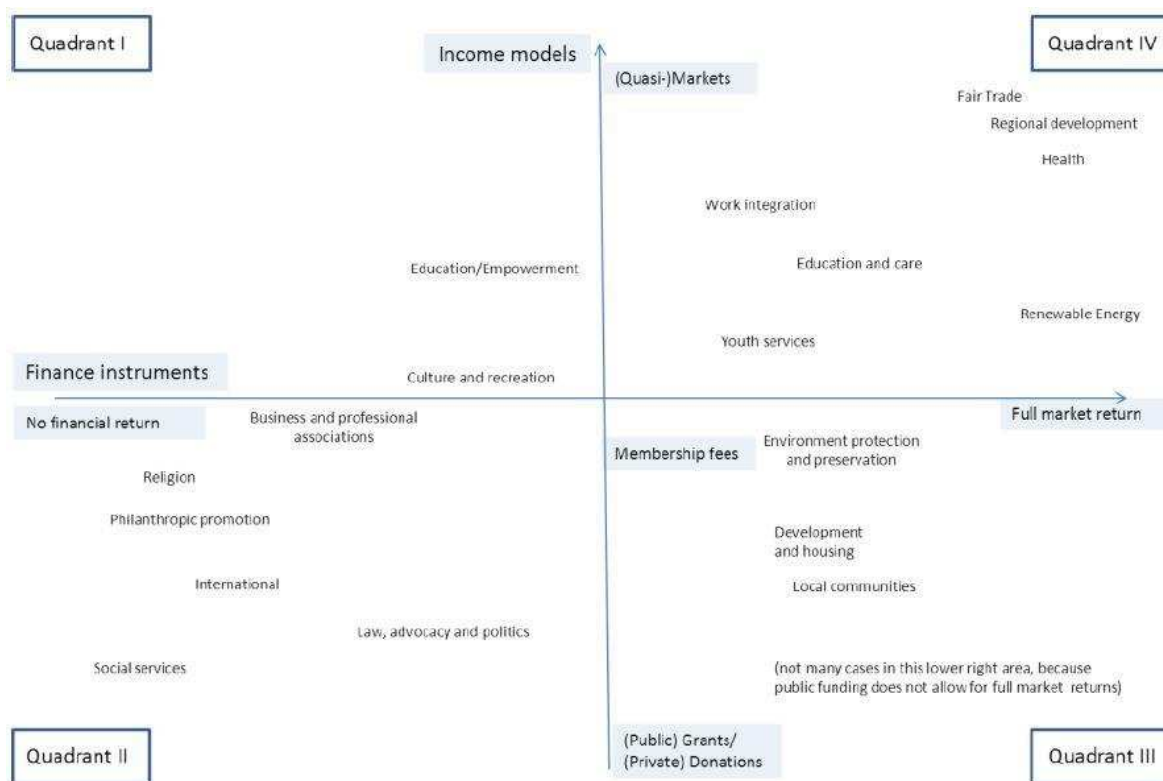 Quadrant I
Income models
Quadrant IV
(Quasi-)Markets
Fair Trade
Regional development
Health
Work integration
Education and care
Education/Empowerment
Renewable Energy
Youth services
Finance instruments
Culture and recreation
No financial return
Business and professional
associations
Full market return
Membership fees
Environment protection
and preservation
Religion
Philanthropic promotion
Development
and housing
International
Local communities
Law, advocacy and politics
Social services
(not many cases in this lower right area, because
public funding does not allow for full market returns)
Quadrant II
(Public) Grants/
(Private) Donations
Quadrant III